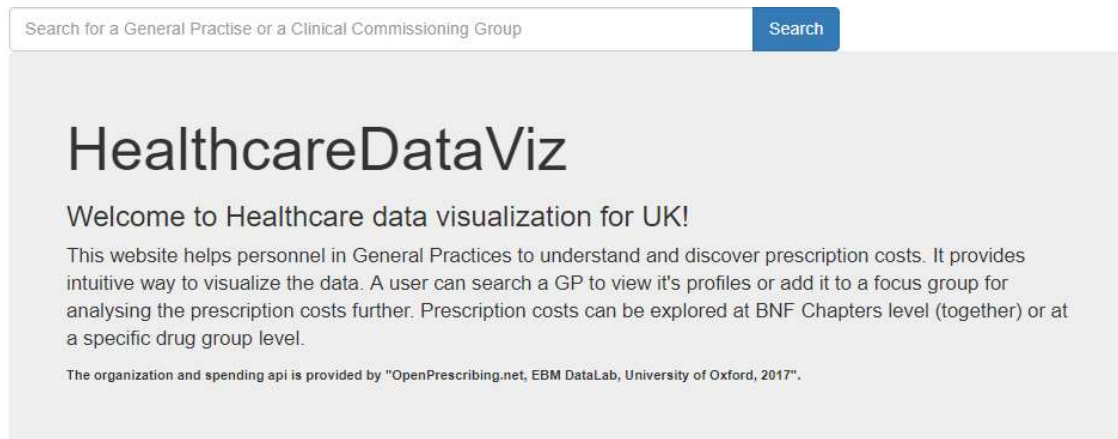 Search for a General Practise or a Clinical Commissioning Group
Search
HealthcareDataViz
Welcome to Healthcare data visualization for UK!
This website helps personnel in General Practices to understand and discover prescription costs. It provides
intuitive way to visualize the data. A user can search a GP to view it's profiles or add it to a focus group for
analysing the prescription costs further. Prescription costs can be explored at BNF Chapters level (together) or at
a specific drug group level.
The organization and spending api is provided by "OpenPrescribing.net, EBM DataLab, University of Oxford, 2017".